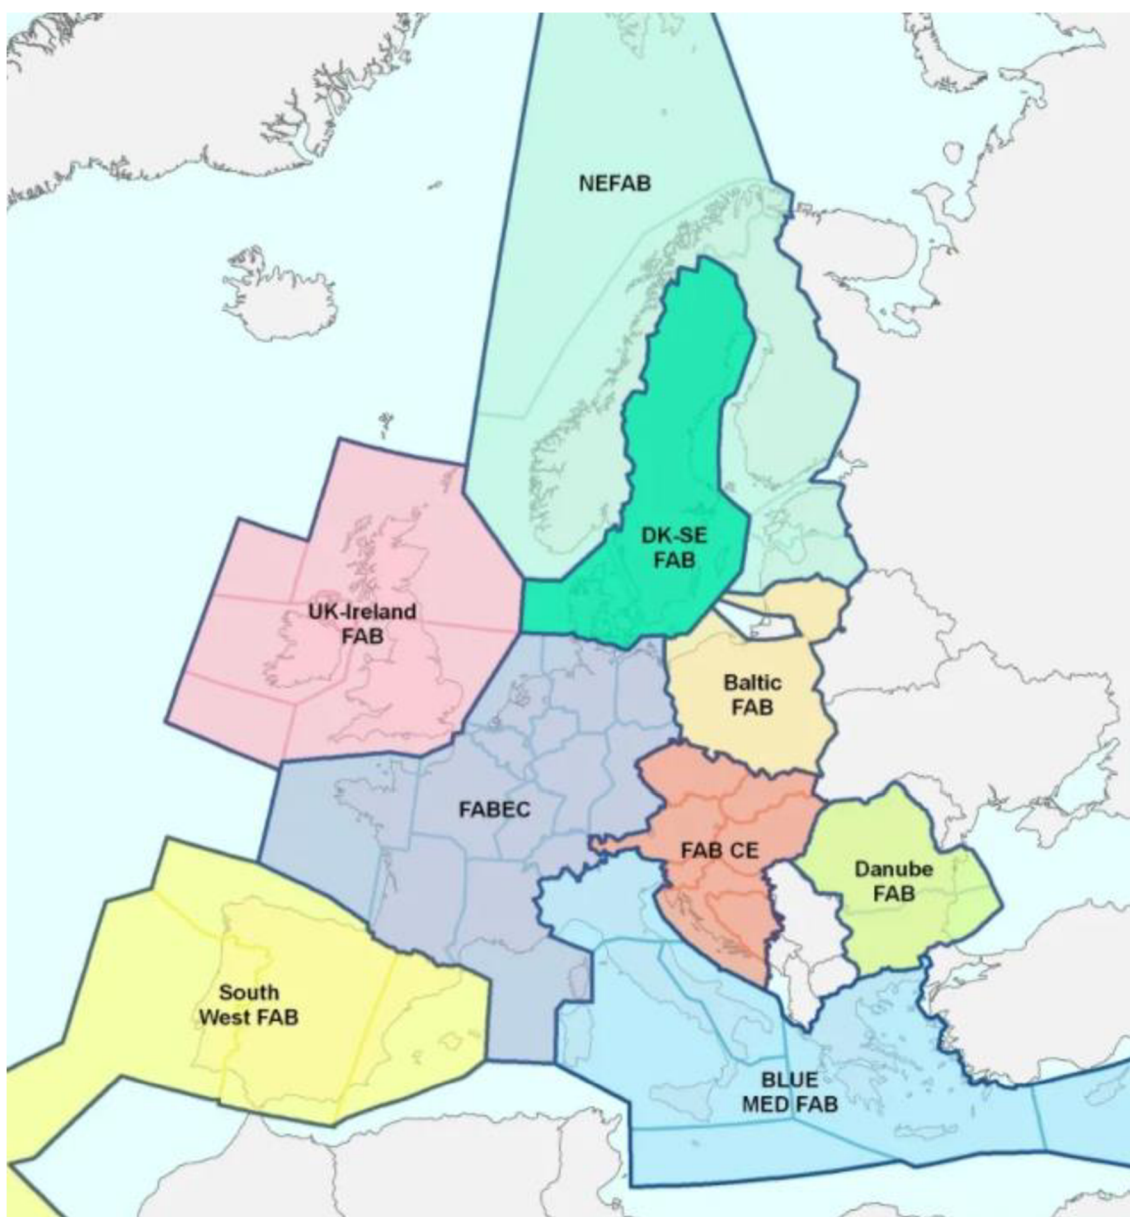 NEFAB
DK-SE
FAB
UK-Ireland
FAB
Baltic
FAB
FABEC
FAB CE
Danube
FAB
South
West FAB
BLUE
MED FAB